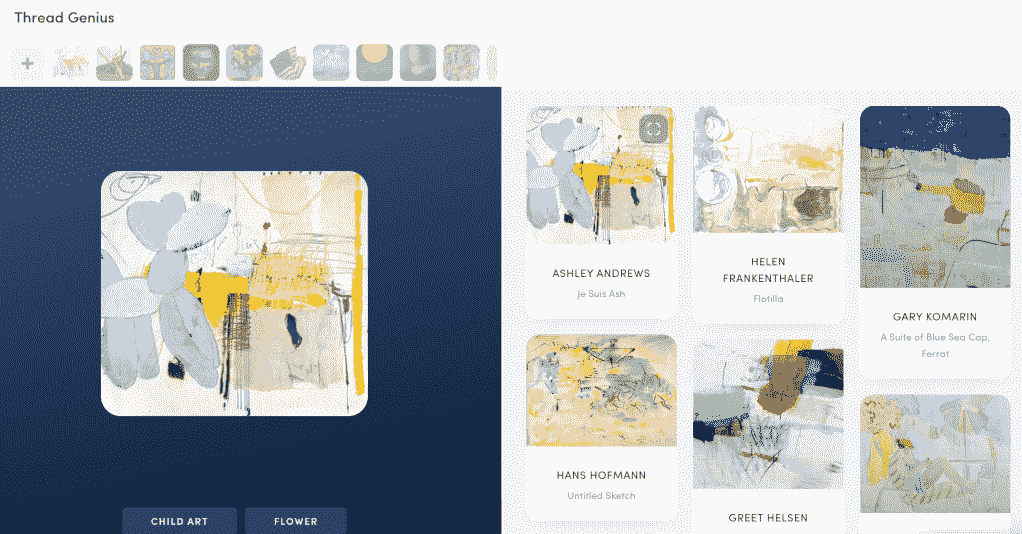 Thread Genius
ASHLEY ANDREWS
Je Suis Ash
HELEN
FRANKENTHALER
Flotilla
GARY KOMARIN
A Suite of Blue Sea Cap,
Ferrat
HANS HOFMANN
Untitled Sketch
GREET HELSEN
CHILD ART
FLOWER